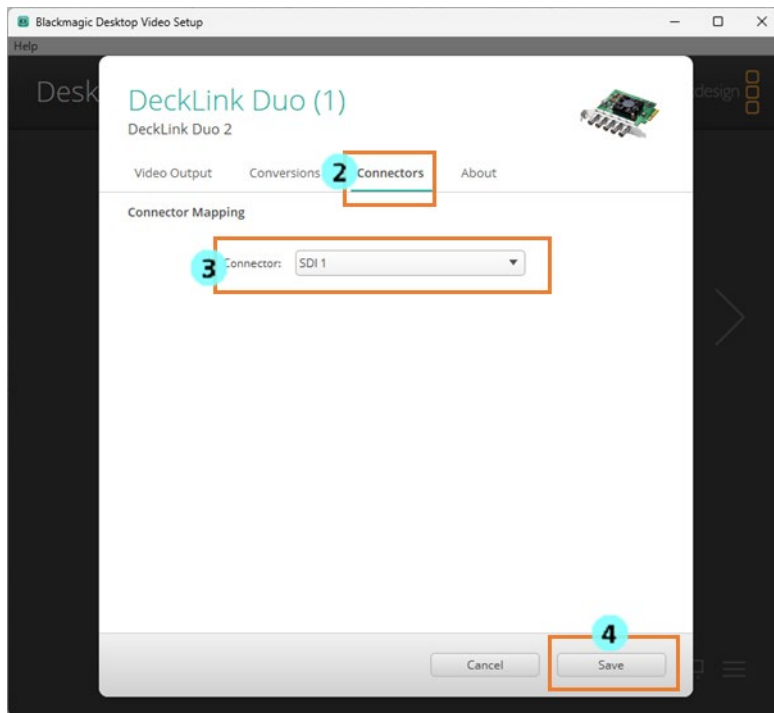 Blackmagic Desktop Video Setup
Help
Desk
design
DeckLink Duo (1)
DeckLink Duo 2
Video Output Conversions 2 Connectors About
Connector Mapping
3 Connector: SDI 1
4
Cancel Save